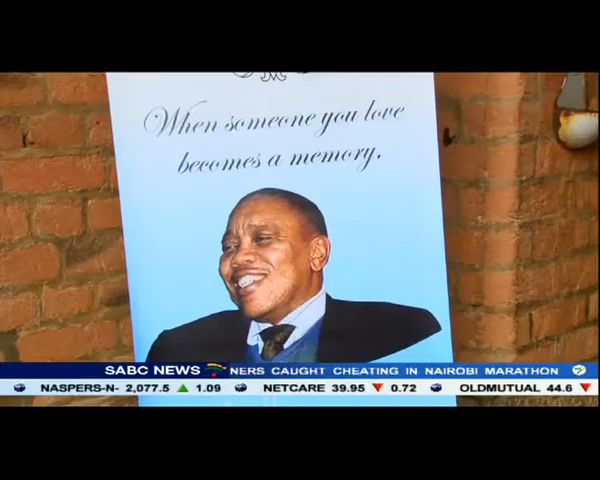 When someone you love
becomes a memory.
SABC NEWS NERS CAUGHT CHEATING IN NAIROBI MARATHON
NASPERS-N- 2,077.5 ▲ 1.09 NETCARE 39.95 ▼ 0.72 OLDMUTUAL 44.6 ▼